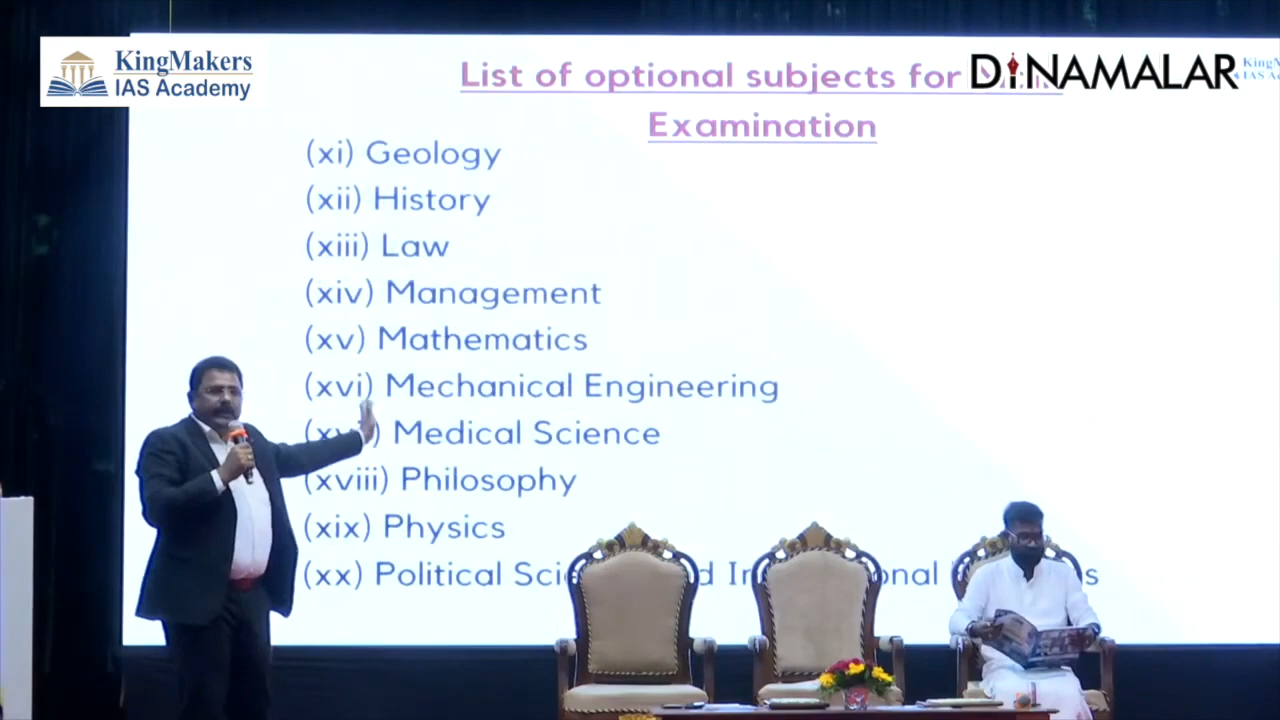 KingMakers
IAS Academy
DINAMALAR
List of optional subjects for
Examination
(xi) Geology
(xii) History
(xiii) Law
(xiv) Management
(xv) Mathematics
(xvi) Mechanical Engineering
Medical Science
(xviii) Philosophy
(xix) Physics
(xx) Political